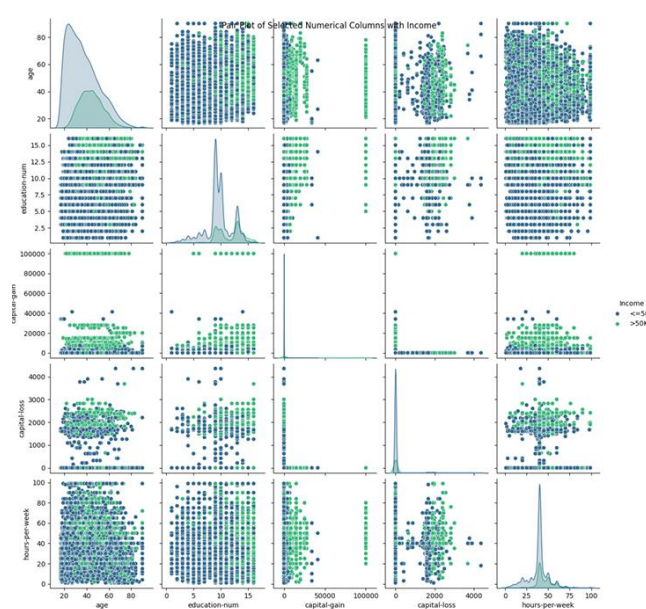 Pair Plot of Selected Numerical Columns with Income
80
60
40
20
age
15.0
12.5
10.0
7.5
5.0
2.5
education-num
100000
80000
60000
40000
20000
0
capital-gain
Income
<=50
>50K
4000
3000
2000
1000
0
capital-loss
100
80
60
40
20
0
hours-per-week
20 40 60 80
0 5 10 15
0 50000 100000
0 2000 4000
0 25 50 75 100
age
education-num
capital-gain
capital-loss
hours-per-week